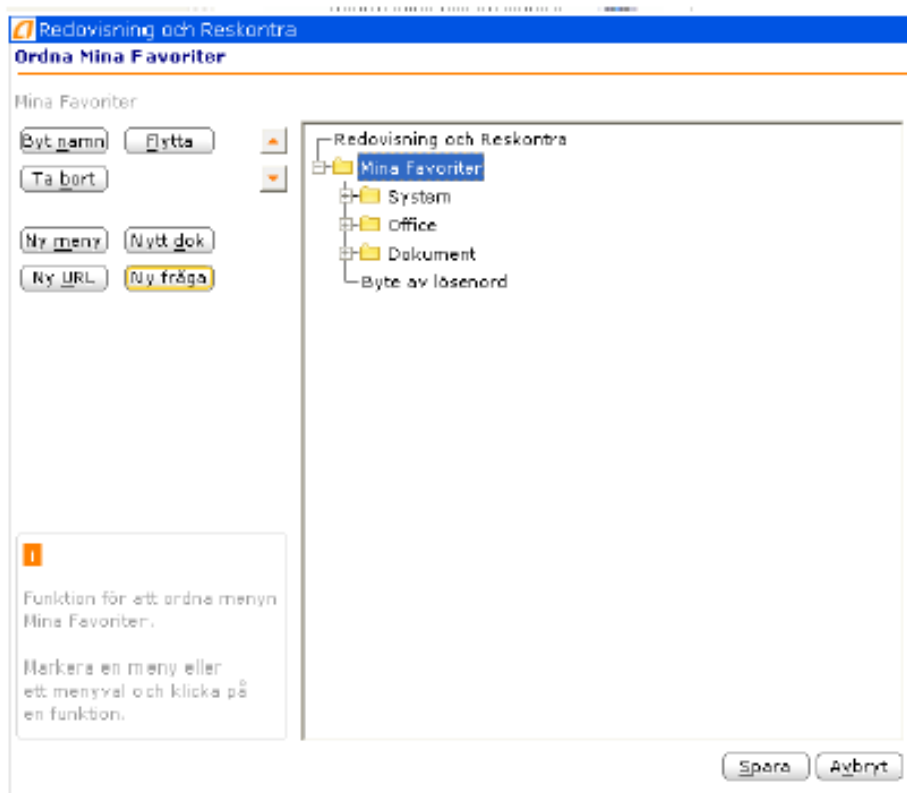 Redovisning och Reskontra
Ordna Mina Favoriter
Mina Favoriter
Byt namn
Flytta
Ta bort
Ny meny
Nytt dok
Ny URL
Ny fråga
Redovisning och Reskontra
Mina Favoriter
System
Office
Dokument
Byte av lösenord
i
Funktion för att ordna menyn
Mina Favoriter.
Markera en meny eller
ett menyval och klicka på
en funktion.
Spara
Avbryt